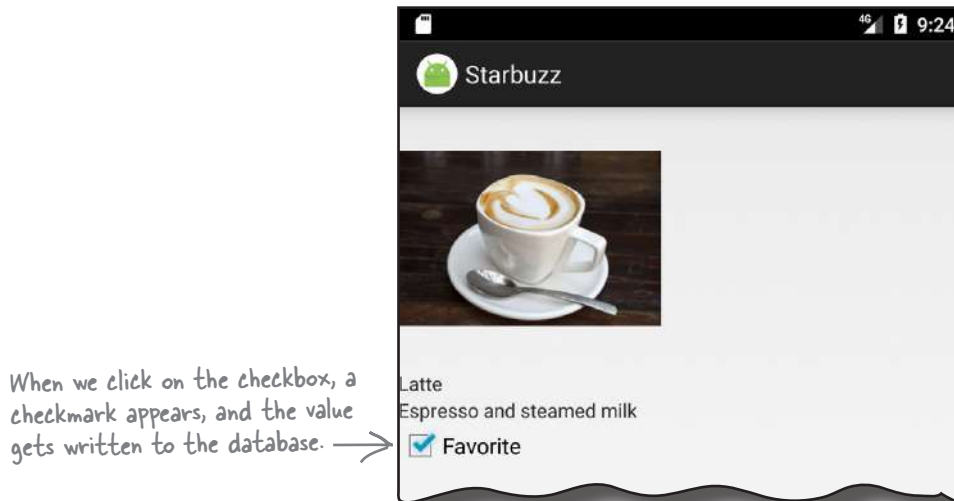 4G 9:24
Starbuzz
Latte
Espresso and steamed milk
Favorite
When we click on the checkbox, a
checkmark appears, and the value
gets written to the database.